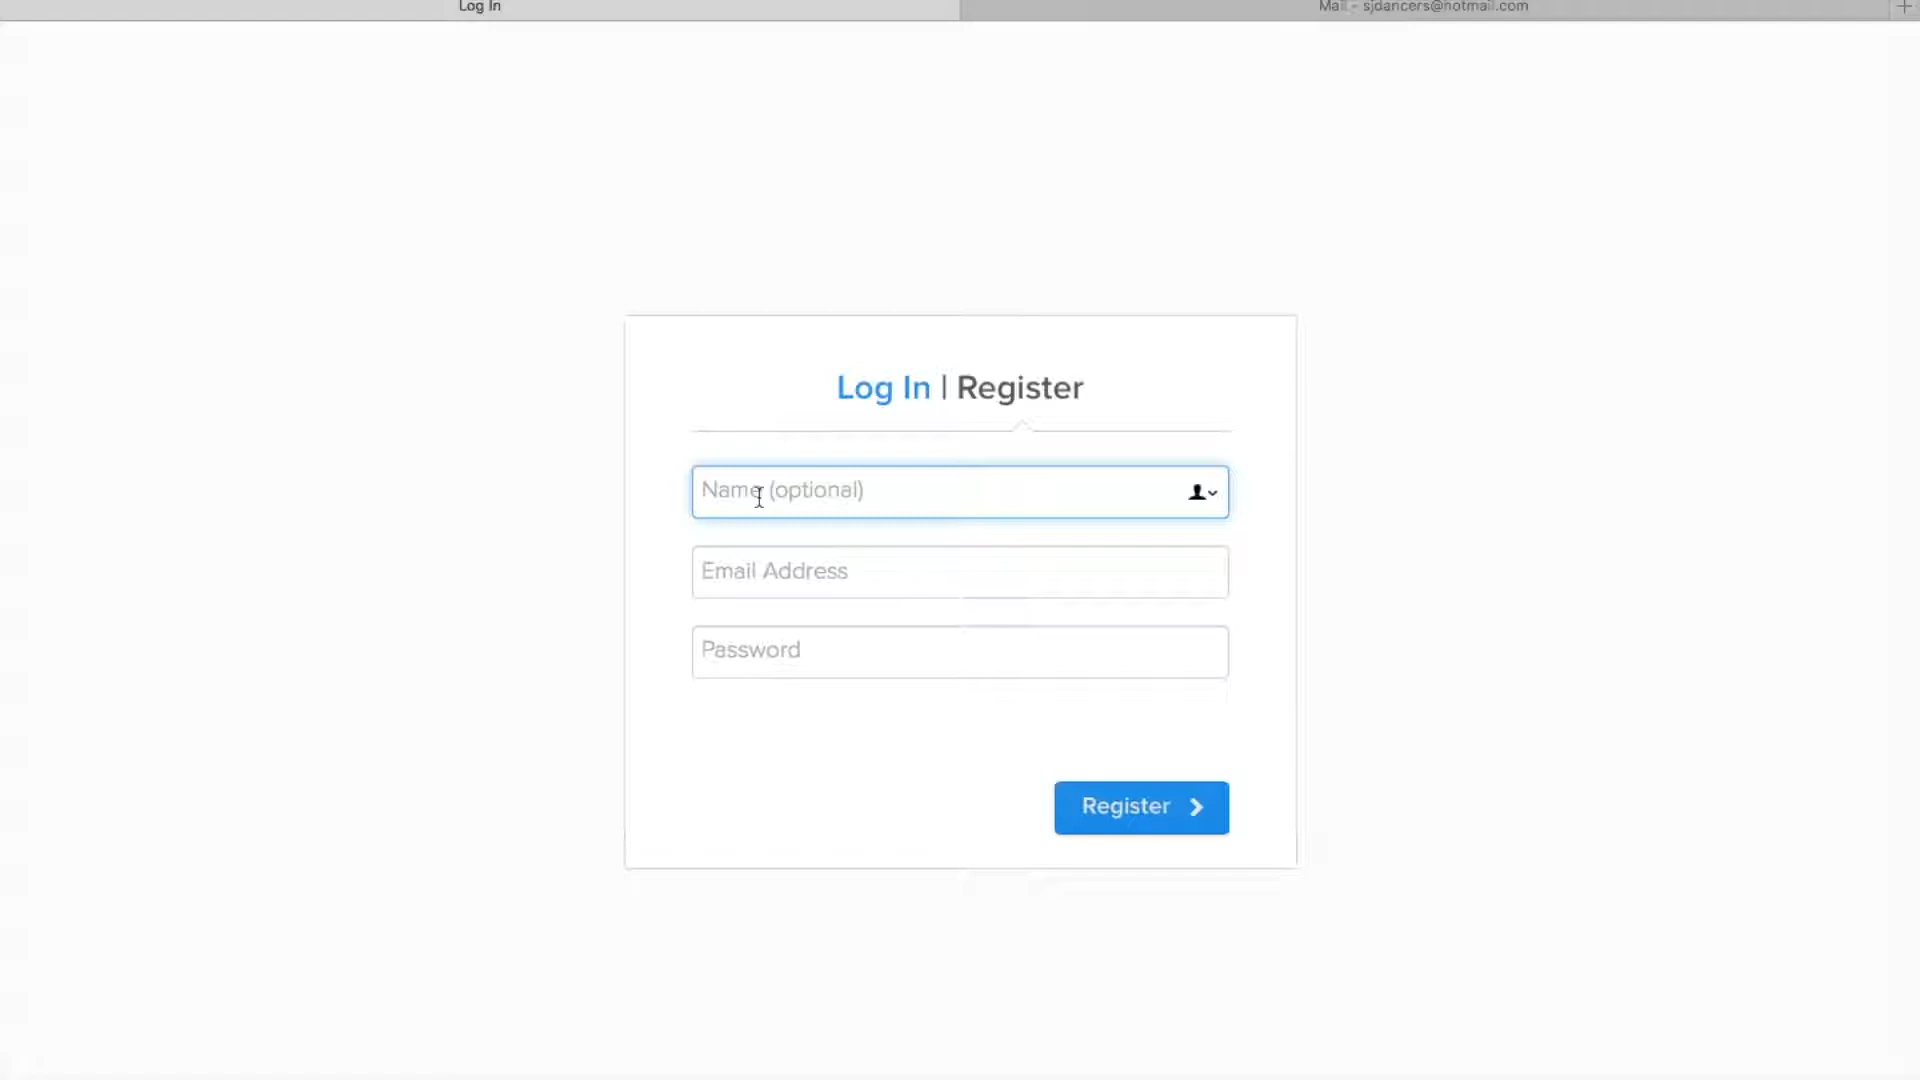 Log In
Mail - sjdancers@hotmail.com
Log In | Register
Name (optional)
Email Address
Password
Register